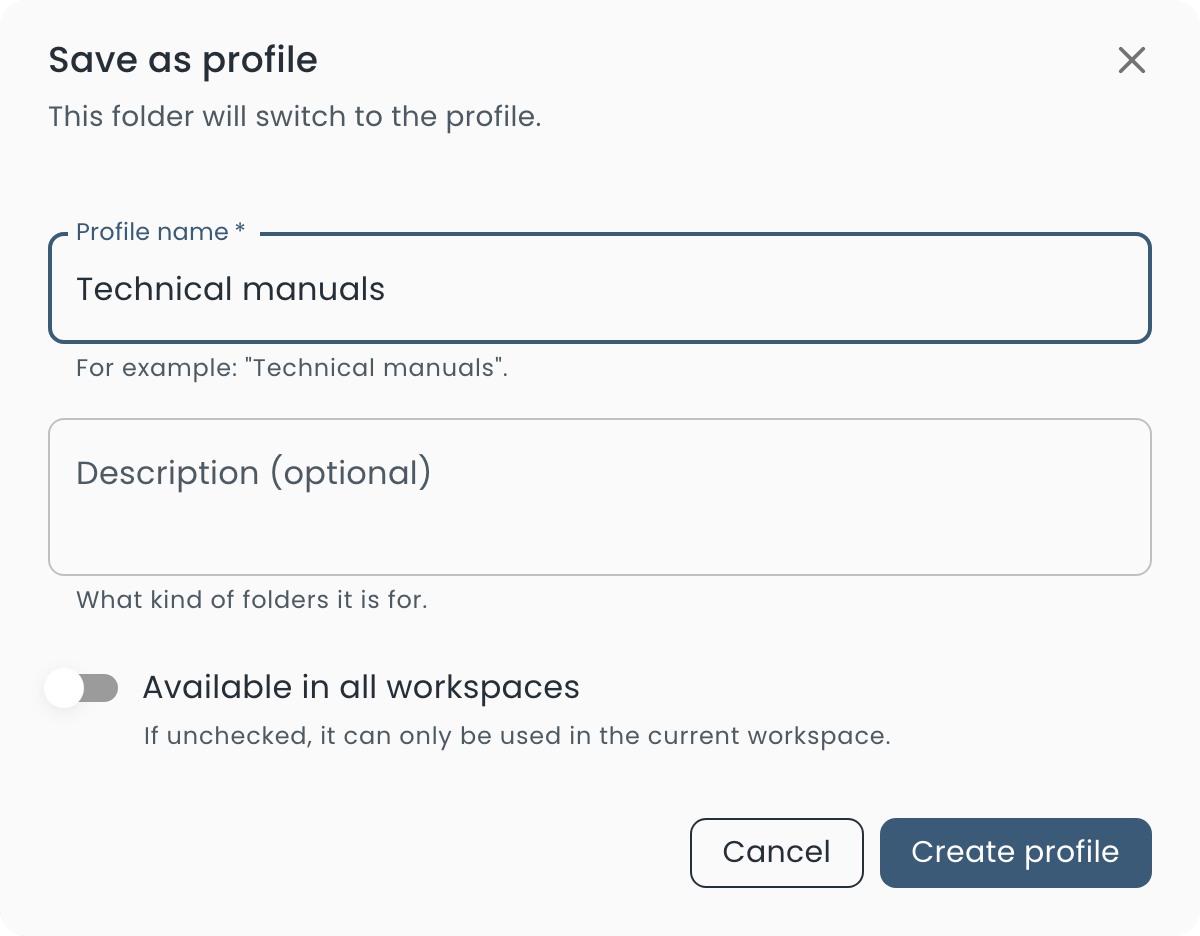 Save as profile
This folder will switch to the profile.
Profile name *
Technical manuals
For example: "Technical manuals".
Description (optional)
What kind of folders it is for.
Available in all workspaces
If unchecked, it can only be used in the current workspace.
Cancel
Create profile